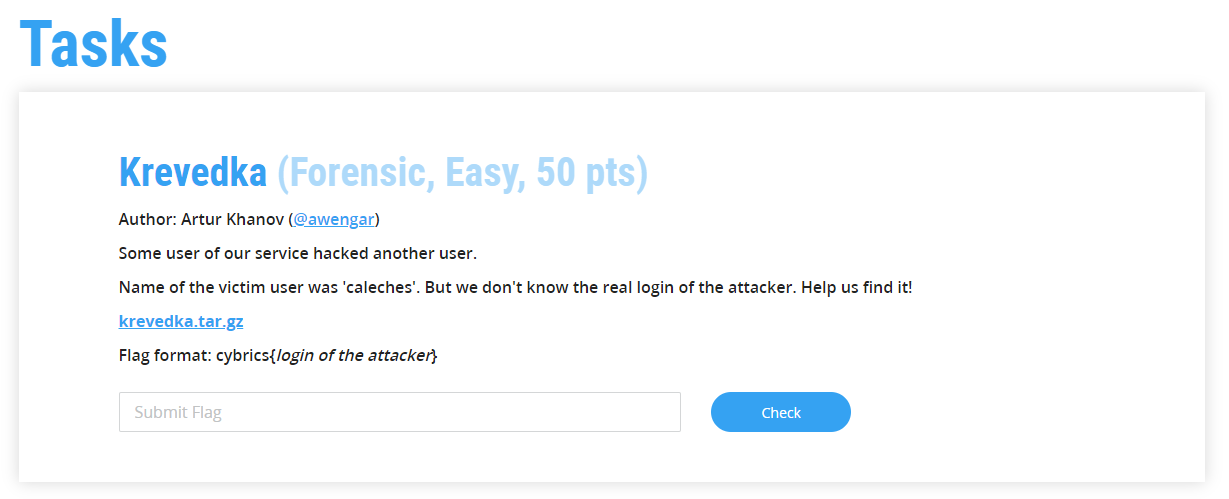 Tasks
Krevedka (Forensic, Easy, 50 pts)
Author: Artur Khanov (@awengar)
Some user of our service hacked another user.
Name of the victim user was 'caleches'. But we don't know the real login of the attacker. Help us find it!
krevedka.tar.gz
Flag format: cybrics{login of the attacker}
Submit Flag
Check